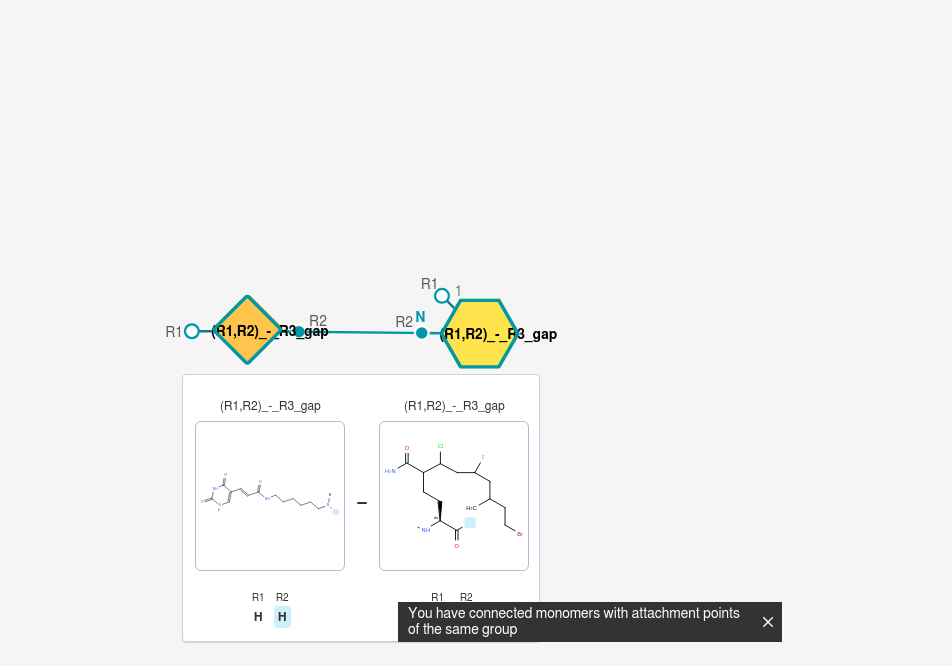 R1
1
R2
R2
N
R1
(R1,R2)_-_R3_gap
(R1,R2)_-_R3_gap
(R1,R2)_-_R3_gap
(R1,R2)_-_R3_gap
O
Cl
F
H₂N
O
NH
O
O
NH
H₃C
NH
O
Br
R1 R2
H H
R1 R2
You have connected monomers with attachment points
of the same group